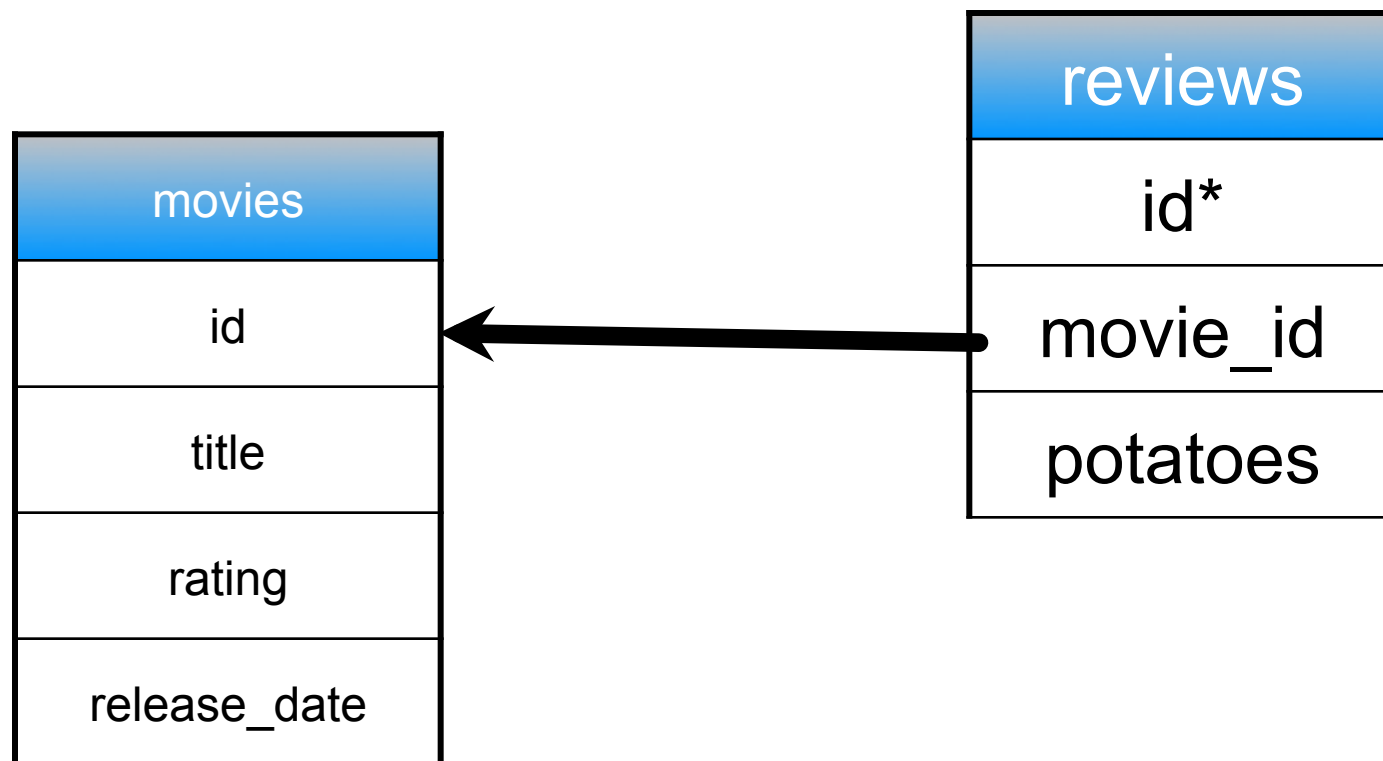 movies
id
title
rating
release_date
reviews
id*
movie_id
potatoes